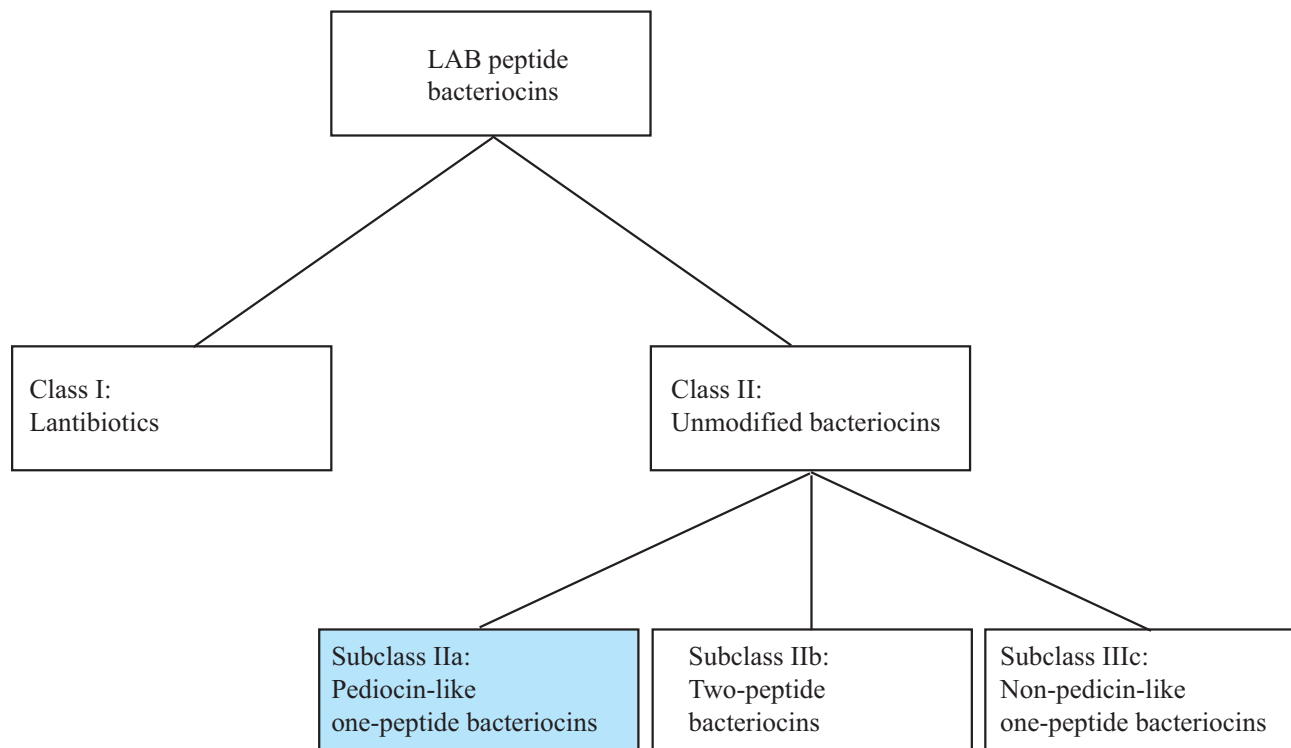 LAB peptide
bacteriocins
Class I:
Lantibiotics
Class II:
Unmodified bacteriocins
Subclass IIa:
Pediocin-like
one-peptide bacteriocins
Subclass IIb:
Two-peptide
bacteriocins
Subclass IIIc:
Non-pedicin-like
one-peptide bacteriocins